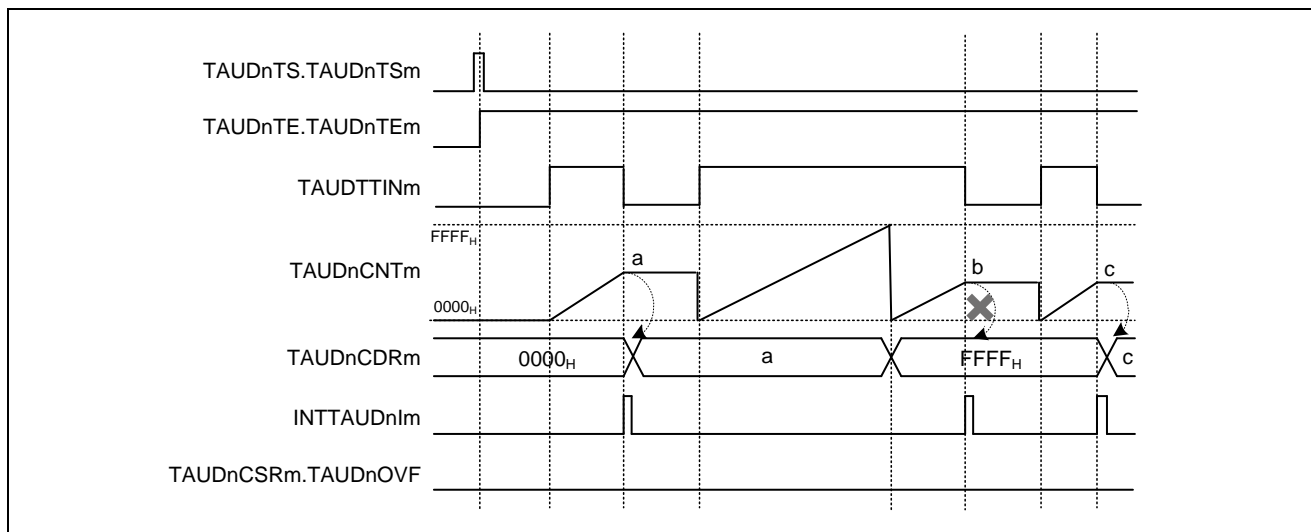 TAUDnTS.TAUDnTSm
TAUDnTE.TAUDnTEm
TAUDTTINm
FFFFH
TAUDnCNTm
a
b
c
0000H
TAUDnCDRm
0000H
a
FFFFH
c
INTTAUDnIm
TAUDnCSRm.TAUDnOVF